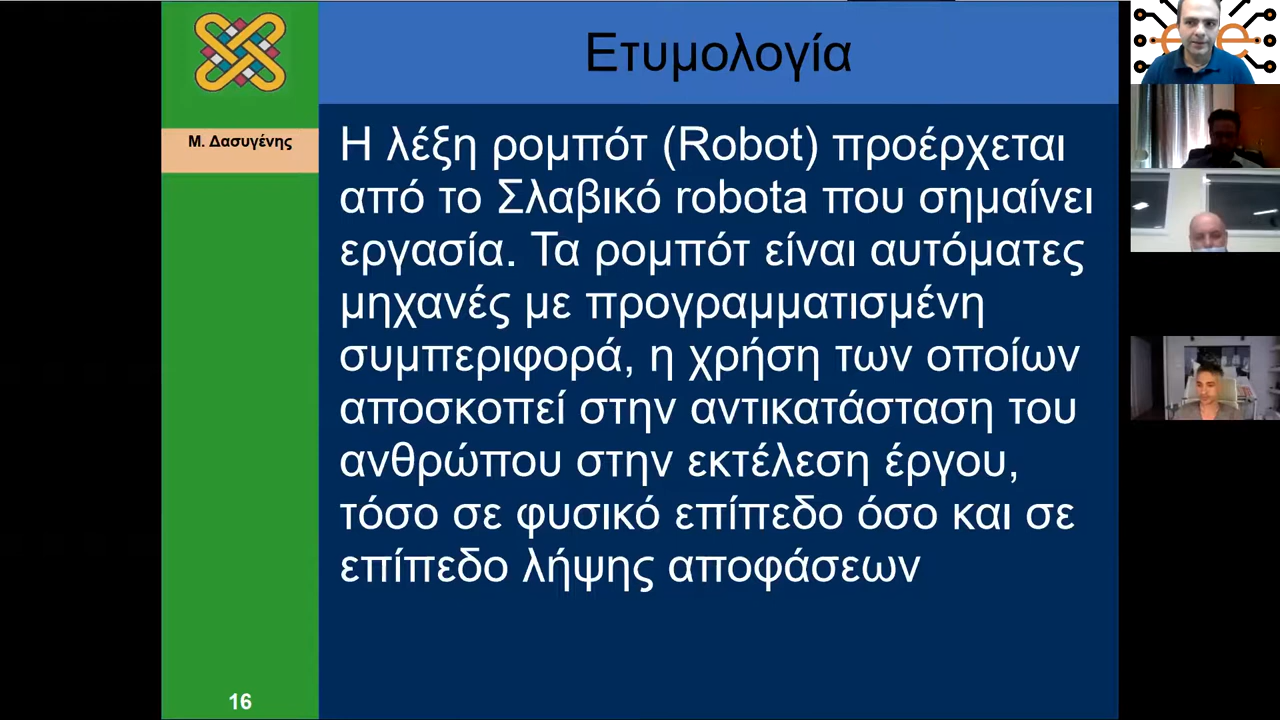 Ετυμολογία
Μ. Δασυγένης
Η λέξη ρομπότ (Robot) προέρχεται
από το Σλαβικό robota που σημαίνει
εργασία. Τα ρομπότ είναι αυτόματες
μηχανές με προγραμματισμένη
συμπεριφορά, η χρήση των οποίων
αποσκοπεί στην αντικατάσταση του
ανθρώπου στην εκτέλεση έργου,
τόσο σε φυσικό επίπεδο όσο και σε
επίπεδο λήψης αποφάσεων
16